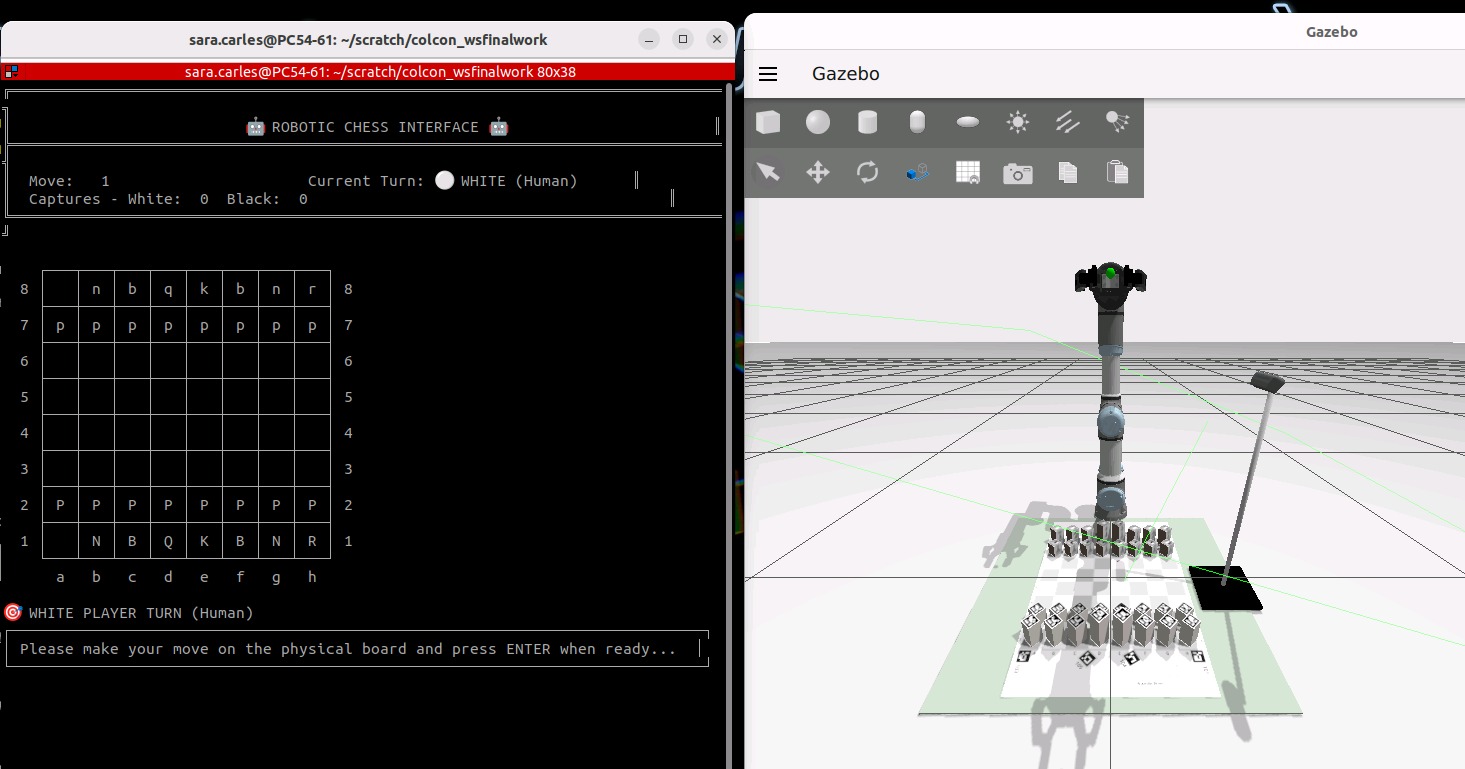 sara.carles@PC54-61: ~/scratch/colcon_wsfinalwork
sara.carles@PC54-61: ~/scratch/colcon_wsfinalwork 80x38
🤖 ROBOTIC CHESS INTERFACE 🤖
Move: 1 Current Turn: ⚪ WHITE (Human)
Captures - White: 0 Black: 0
8 n b q k b n r 8
7 p p p p p p p p 7
6 6
5 5
4 4
3 3
2 P P P P P P P P 2
1 N B Q K B N R 1
a b c d e f g h
🎯 WHITE PLAYER TURN (Human)
Please make your move on the physical board and press ENTER when ready...
Gazebo
Gazebo